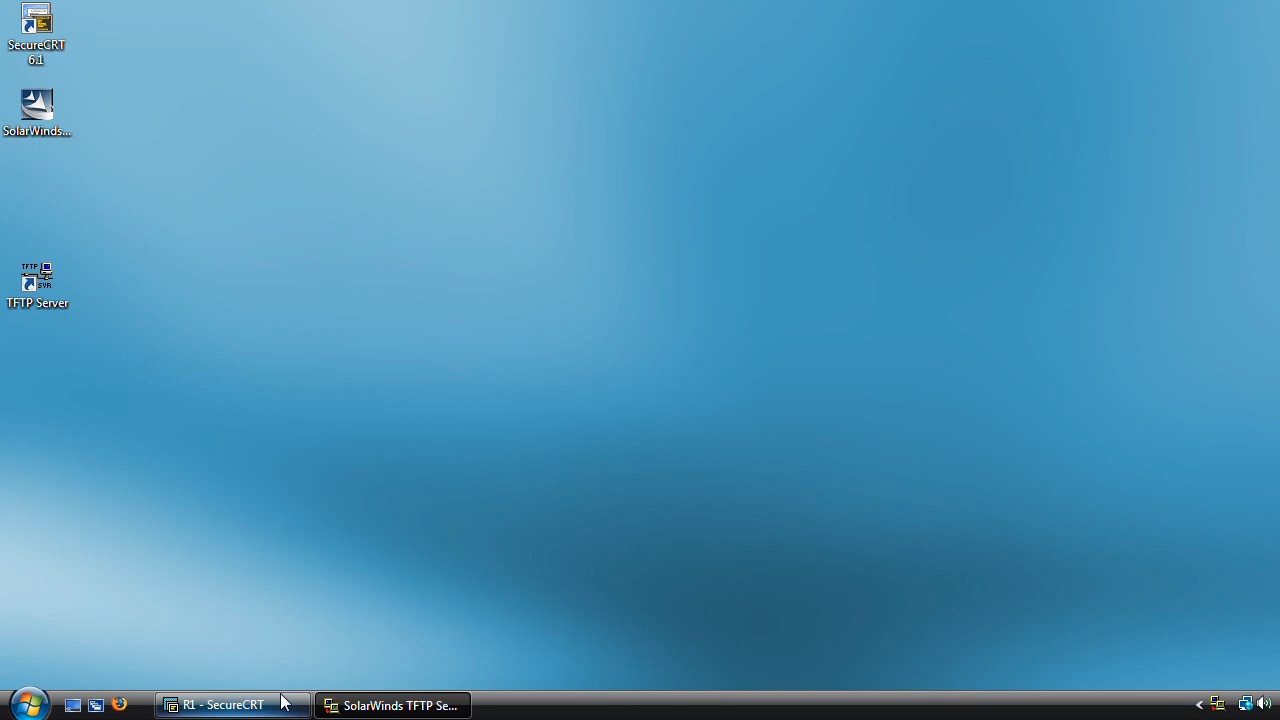 SecureCRT
6.1
SolarWinds...
TFTP
SVR
TFTP Server
R1 - SecureCRT
SolarWinds TFTP Se...